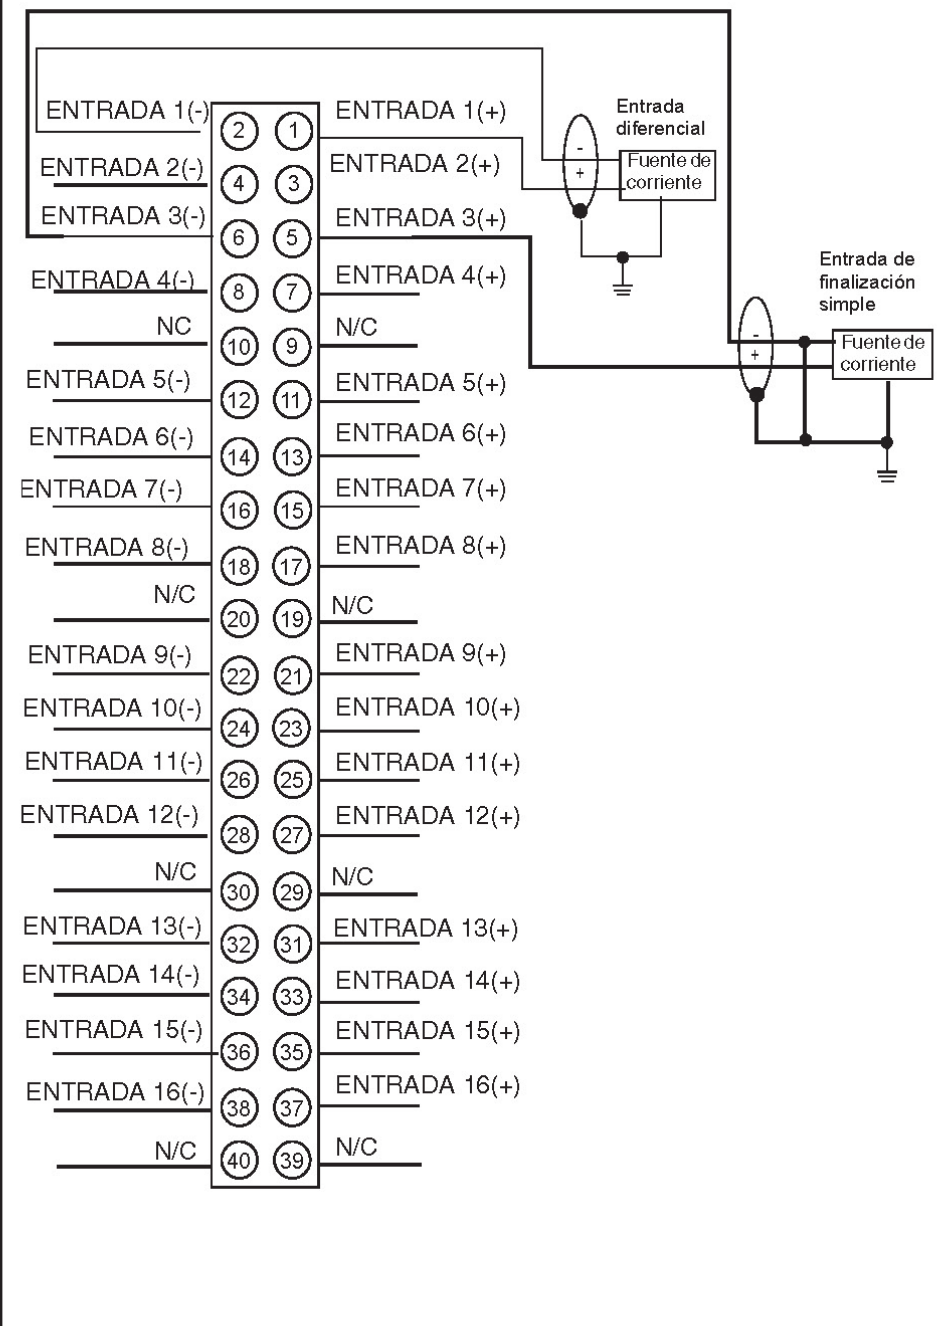 ENTRADA 1(-) 2 1 ENTRADA 1(+)
Entrada
diferencial
-
+
Fuente de
corriente
ENTRADA 2(-) 4 3 ENTRADA 2(+)
ENTRADA 3(-) 6 5 ENTRADA 3(+)
Entrada de
finalización
simple
-
+
Fuente de
corriente
ENTRADA 4(-) 8 7 ENTRADA 4(+)
NC 10 9 N/C
ENTRADA 5(-) 12 11 ENTRADA 5(+)
ENTRADA 6(-) 14 13 ENTRADA 6(+)
ENTRADA 7(-) 16 15 ENTRADA 7(+)
ENTRADA 8(-) 18 17 ENTRADA 8(+)
N/C 20 19 N/C
ENTRADA 9(-) 22 21 ENTRADA 9(+)
ENTRADA 10(-) 24 23 ENTRADA 10(+)
ENTRADA 11(-) 26 25 ENTRADA 11(+)
ENTRADA 12(-) 28 27 ENTRADA 12(+)
N/C 30 29 N/C
ENTRADA 13(-) 32 31 ENTRADA 13(+)
ENTRADA 14(-) 34 33 ENTRADA 14(+)
ENTRADA 15(-) 36 35 ENTRADA 15(+)
ENTRADA 16(-) 38 37 ENTRADA 16(+)
N/C 40 39 N/C